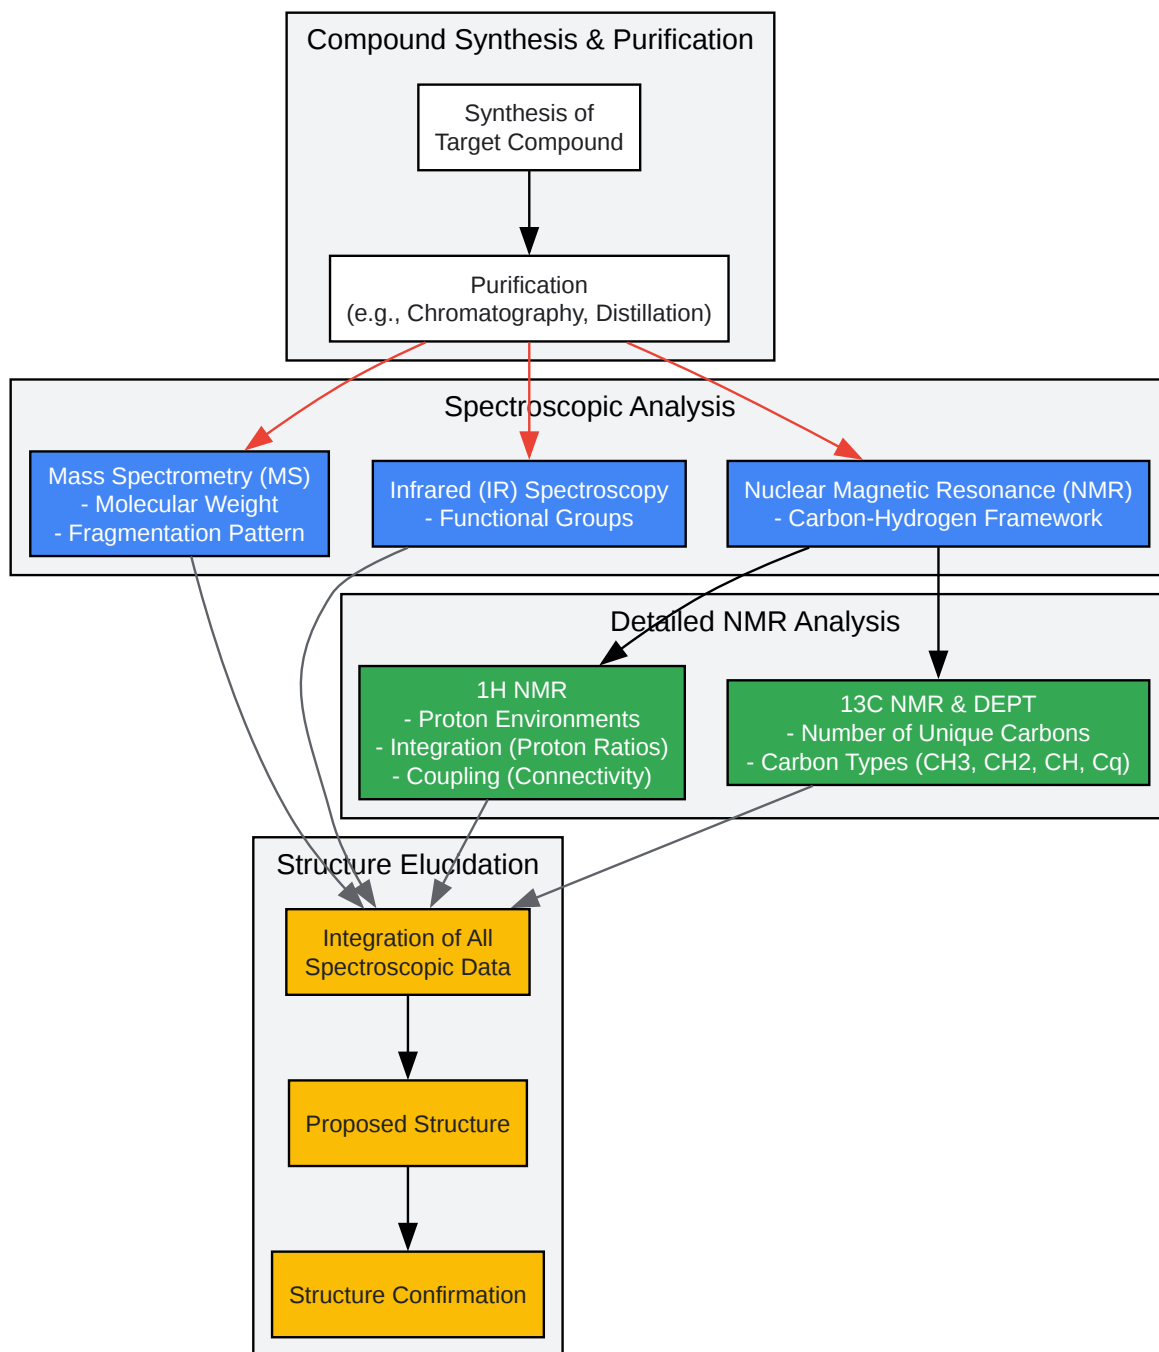 Compound Synthesis & Purification
Synthesis of
Target Compound
Purification
(e.g., Chromatography, Distillation)
Spectroscopic Analysis
Mass Spectrometry (MS)
- Molecular Weight
- Fragmentation Pattern
Infrared (IR) Spectroscopy
- Functional Groups
Nuclear Magnetic Resonance (NMR)
- Carbon-Hydrogen Framework
Detailed NMR Analysis
1H NMR
- Proton Environments
- Integration (Proton Ratios)
- Coupling (Connectivity)
13C NMR & DEPT
- Number of Unique Carbons
- Carbon Types (CH3, CH2, CH, Cq)
Structure Elucidation
Integration of All
Spectroscopic Data
Proposed Structure
Structure Confirmation